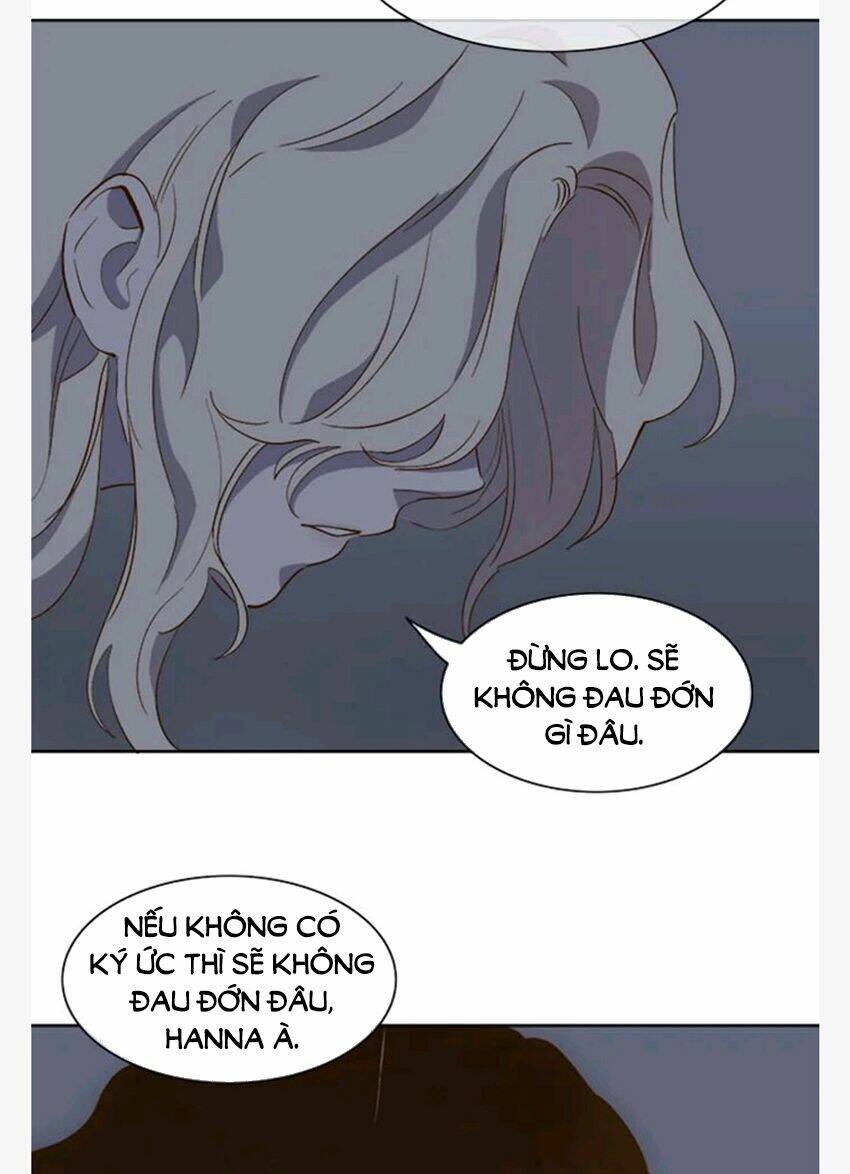 ĐỪNG LO. SẼ
KHÔNG ĐAU ĐỚN
GÌ ĐÂU.
NẾU KHÔNG CÓ
KÝ ỨC THÌ SẼ KHÔNG
ĐAU ĐỚN ĐÂU,
HANNA À.